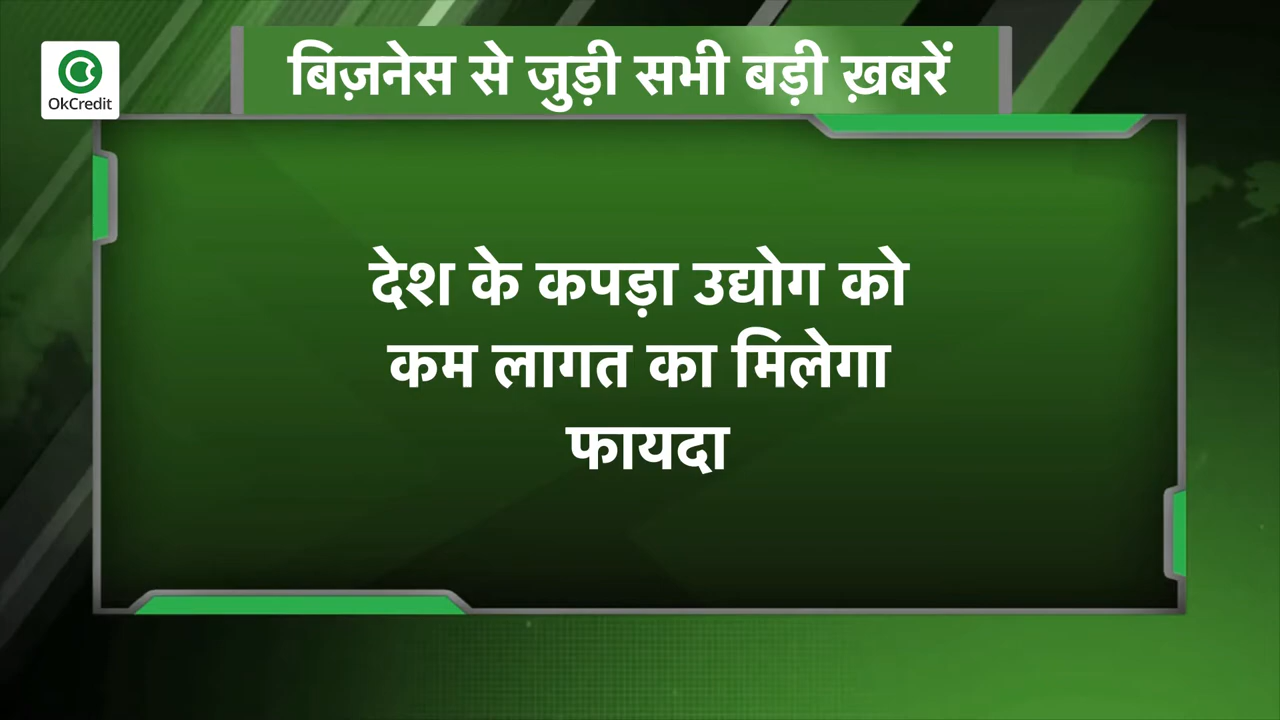 बिज़नेस से जुड़ी सभी बड़ी ख़बरें
OkCredit
देश के कपड़ा उद्योग को
कम लागत का मिलेगा
फायदा